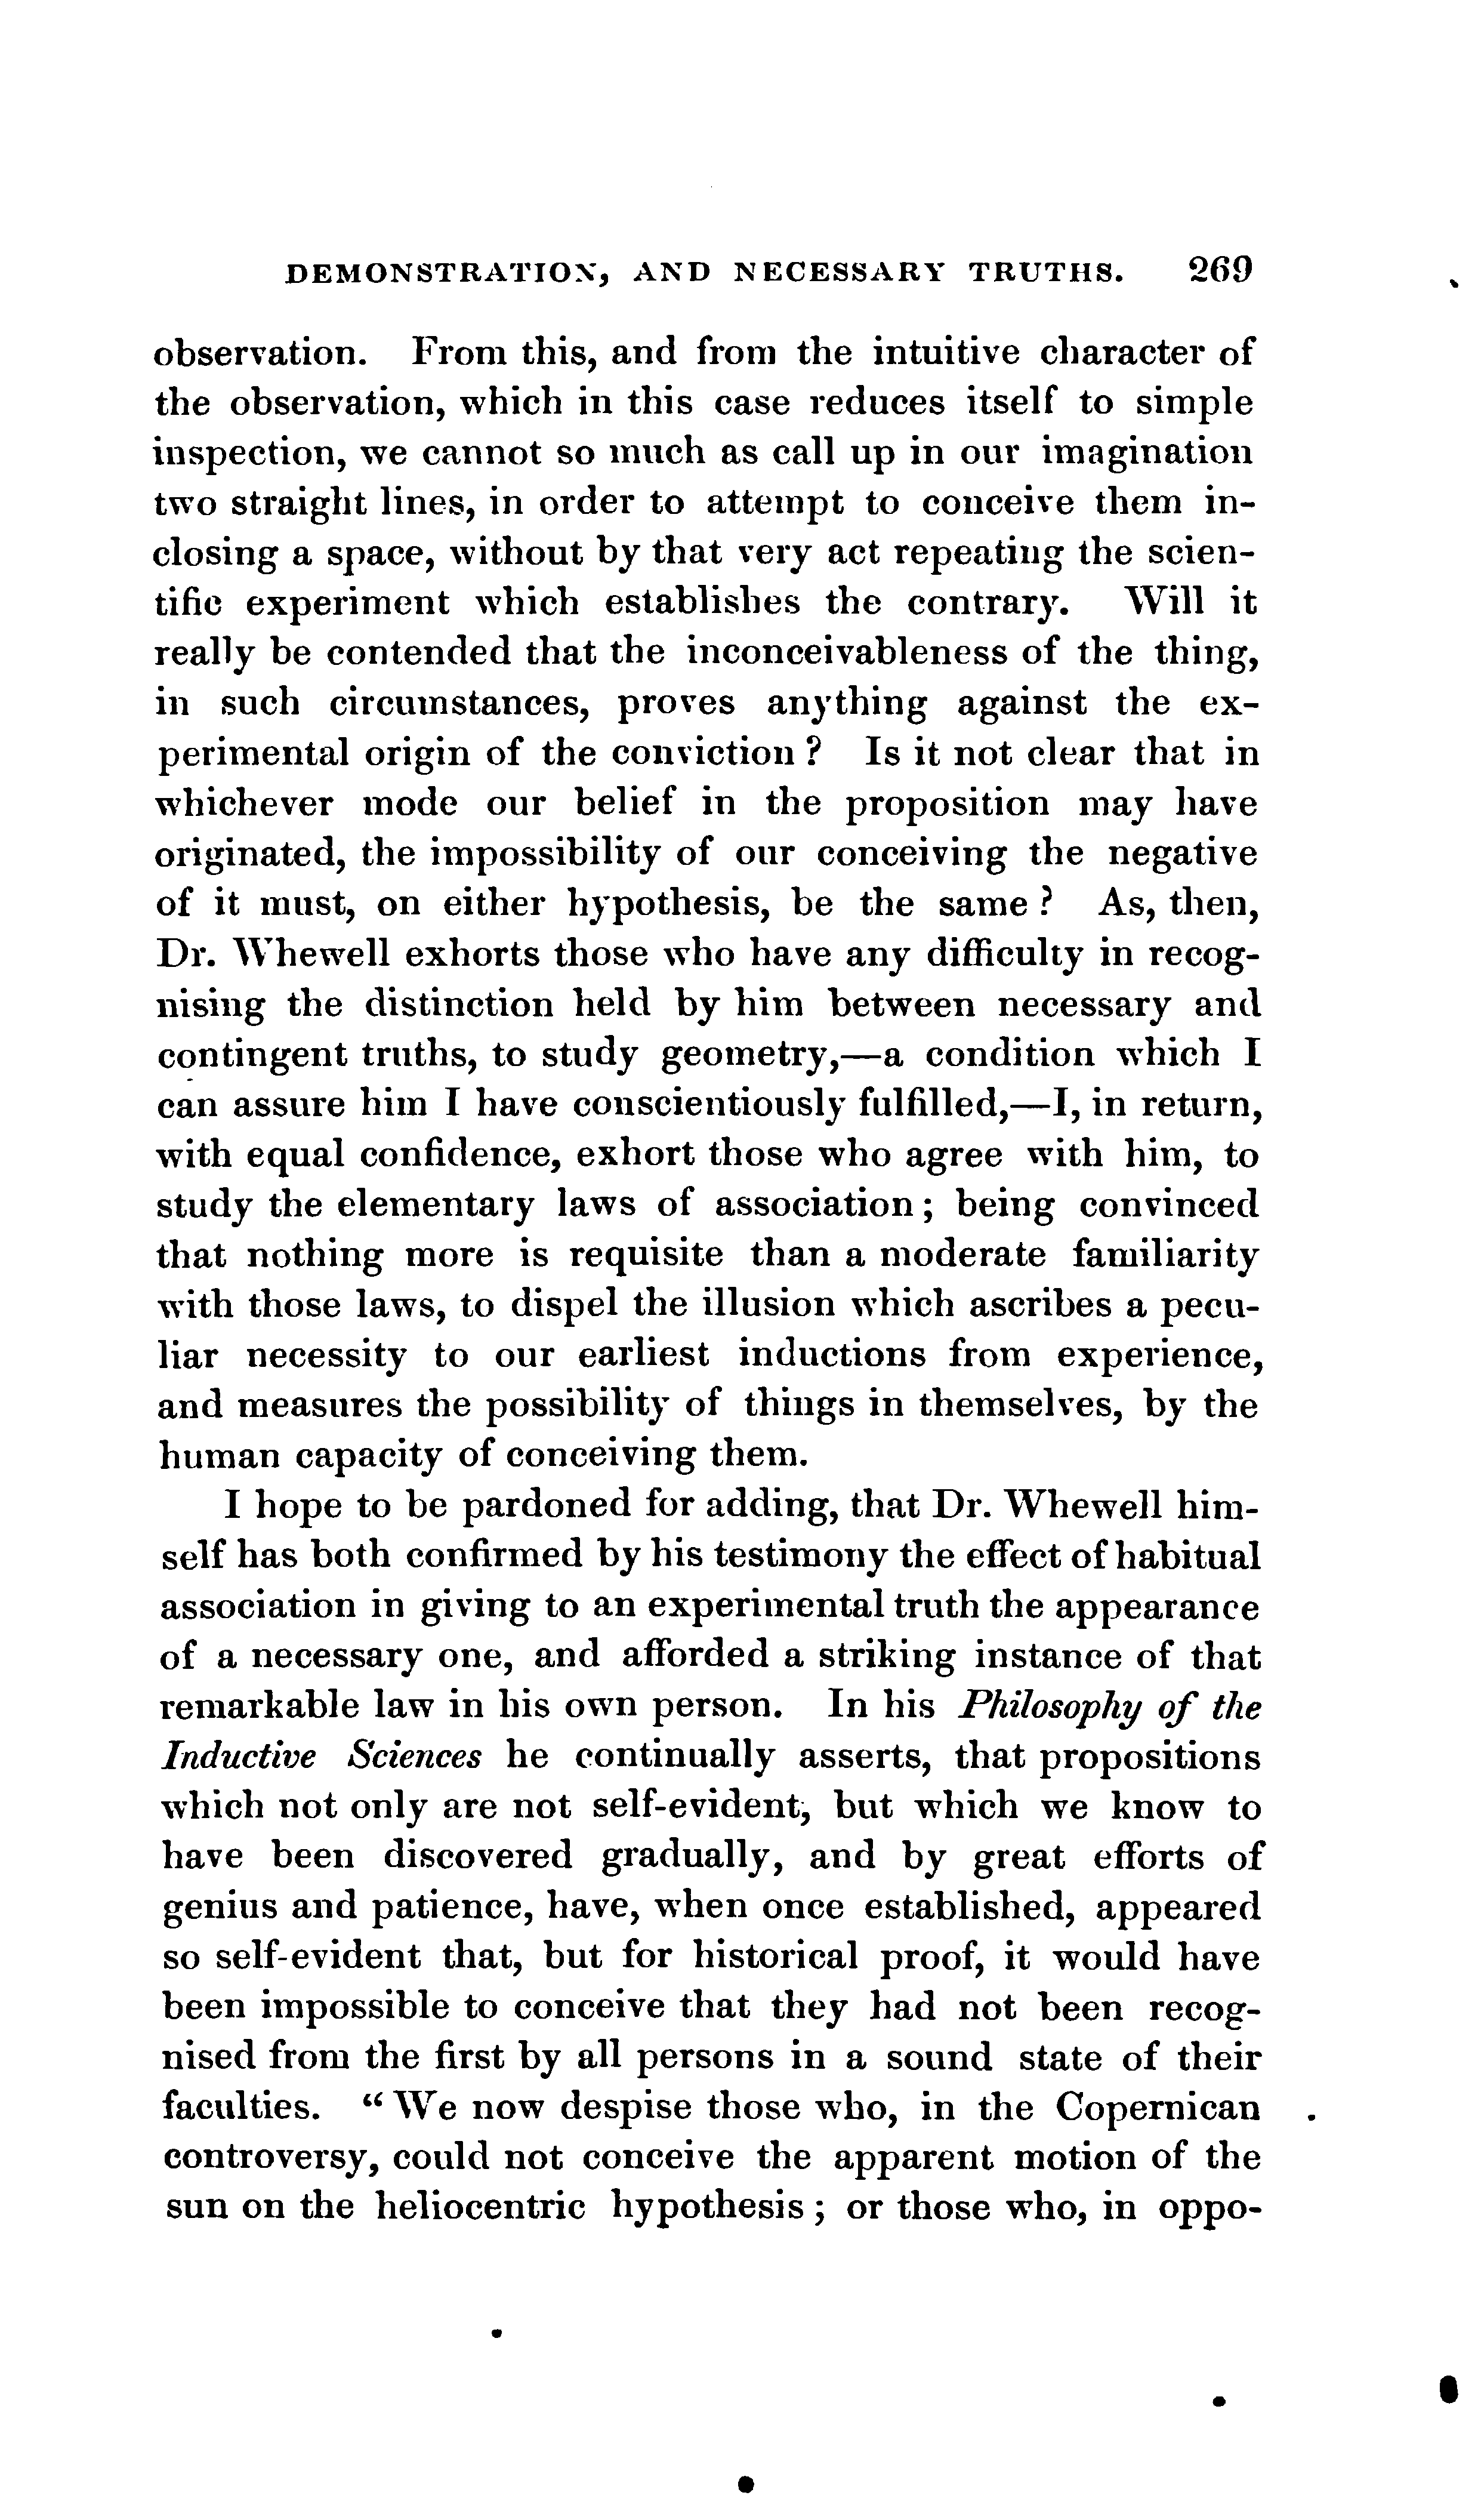 DEMONSTRATION, AND NECESSARY TRUTHS. 269
observation. From this, and from the intuitive character of
the observation, which in this case reduces itself to simple
inspection, we cannot so much as call up in our imagination
two straight lines, in order to attempt to conceive them in-
closing a space, without by that very act repeating the scien-
tific experiment which establishes the contrary. Will it
really be contended that the inconceivableness of the thing,
in such circumstances, proves anything against the ex-
perimental origin of the conviction? Is it not clear that in
whichever mode our belief in the proposition may have
originated, the impossibility of our conceiving the negative
of it must, on either hypothesis, be the same? As, then,
Dr. Whewell exhorts those who have any difficulty in recog-
nising the distinction held by him between necessary and
contingent truths, to study geometry,—a condition which I
can assure him I have conscientiously fulfilled,—I, in return,
with equal confidence, exhort those who agree with him, to
study the elementary laws of association; being convinced
that nothing more is requisite than a moderate familiarity
with those laws, to dispel the illusion which ascribes a pecu-
liar necessity to our earliest inductions from experience,
and measures the possibility of things in themselves, by the
human capacity of conceiving them.
I hope to be pardoned for adding, that Dr. Whewell him-
self has both confirmed by his testimony the effect of habitual
association in giving to an experimental truth the appearance
of a necessary one, and afforded a striking instance of that
remarkable law in his own person. In his Philosophy of the
Inductive Sciences he continually asserts, that propositions
which not only are not self-evident, but which we know to
have been discovered gradually, and by great efforts of
genius and patience, have, when once established, appeared
so self-evident that, but for historical proof, it would have
been impossible to conceive that they had not been recog-
nised from the first by all persons in a sound state of their
faculties. "We now despise those who, in the Copernican
controversy, could not conceive the apparent motion of the
sun on the heliocentric hypothesis; or those who, in oppo-